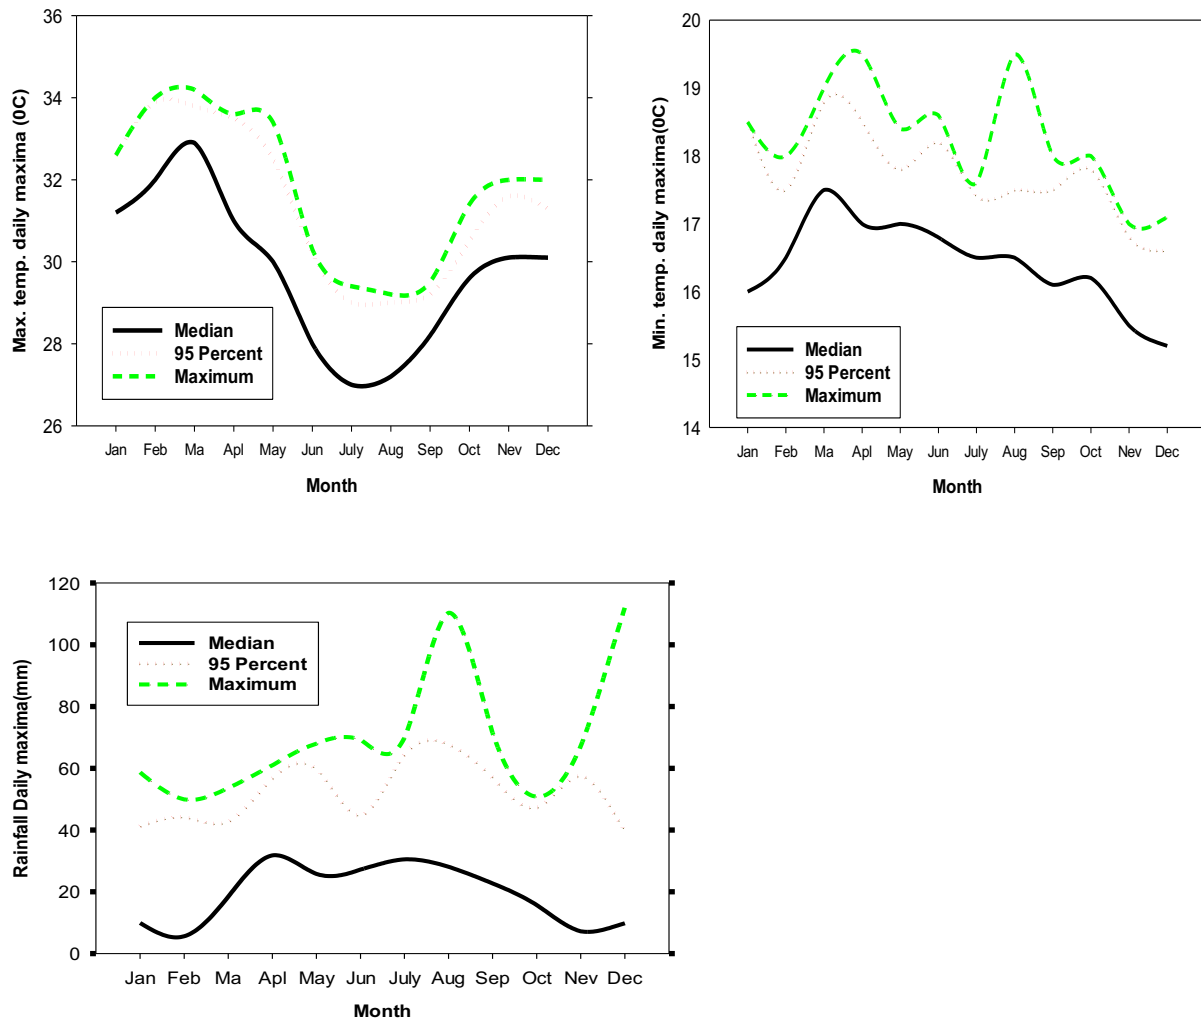 Max. temp. daily maxima (0C)
36
34
32
30
28
26
Median
95 Percent
Maximum
Jan Feb Ma Apl May Jun July Aug Sep Oct Nev Dec
Month
Min. temp. daily maxima(0C)
20
19
18
17
16
15
14
Median
95 Percent
Maximum
Jan Feb Ma Apl May Jun July Aug Sep Oct Nev Dec
Month
Rainfall Daily maxima(mm)
120
100
80
60
40
20
0
Median
95 Percent
Maximum
Jan Feb Ma Apl May Jun July Aug Sep Oct Nev Dec
Month